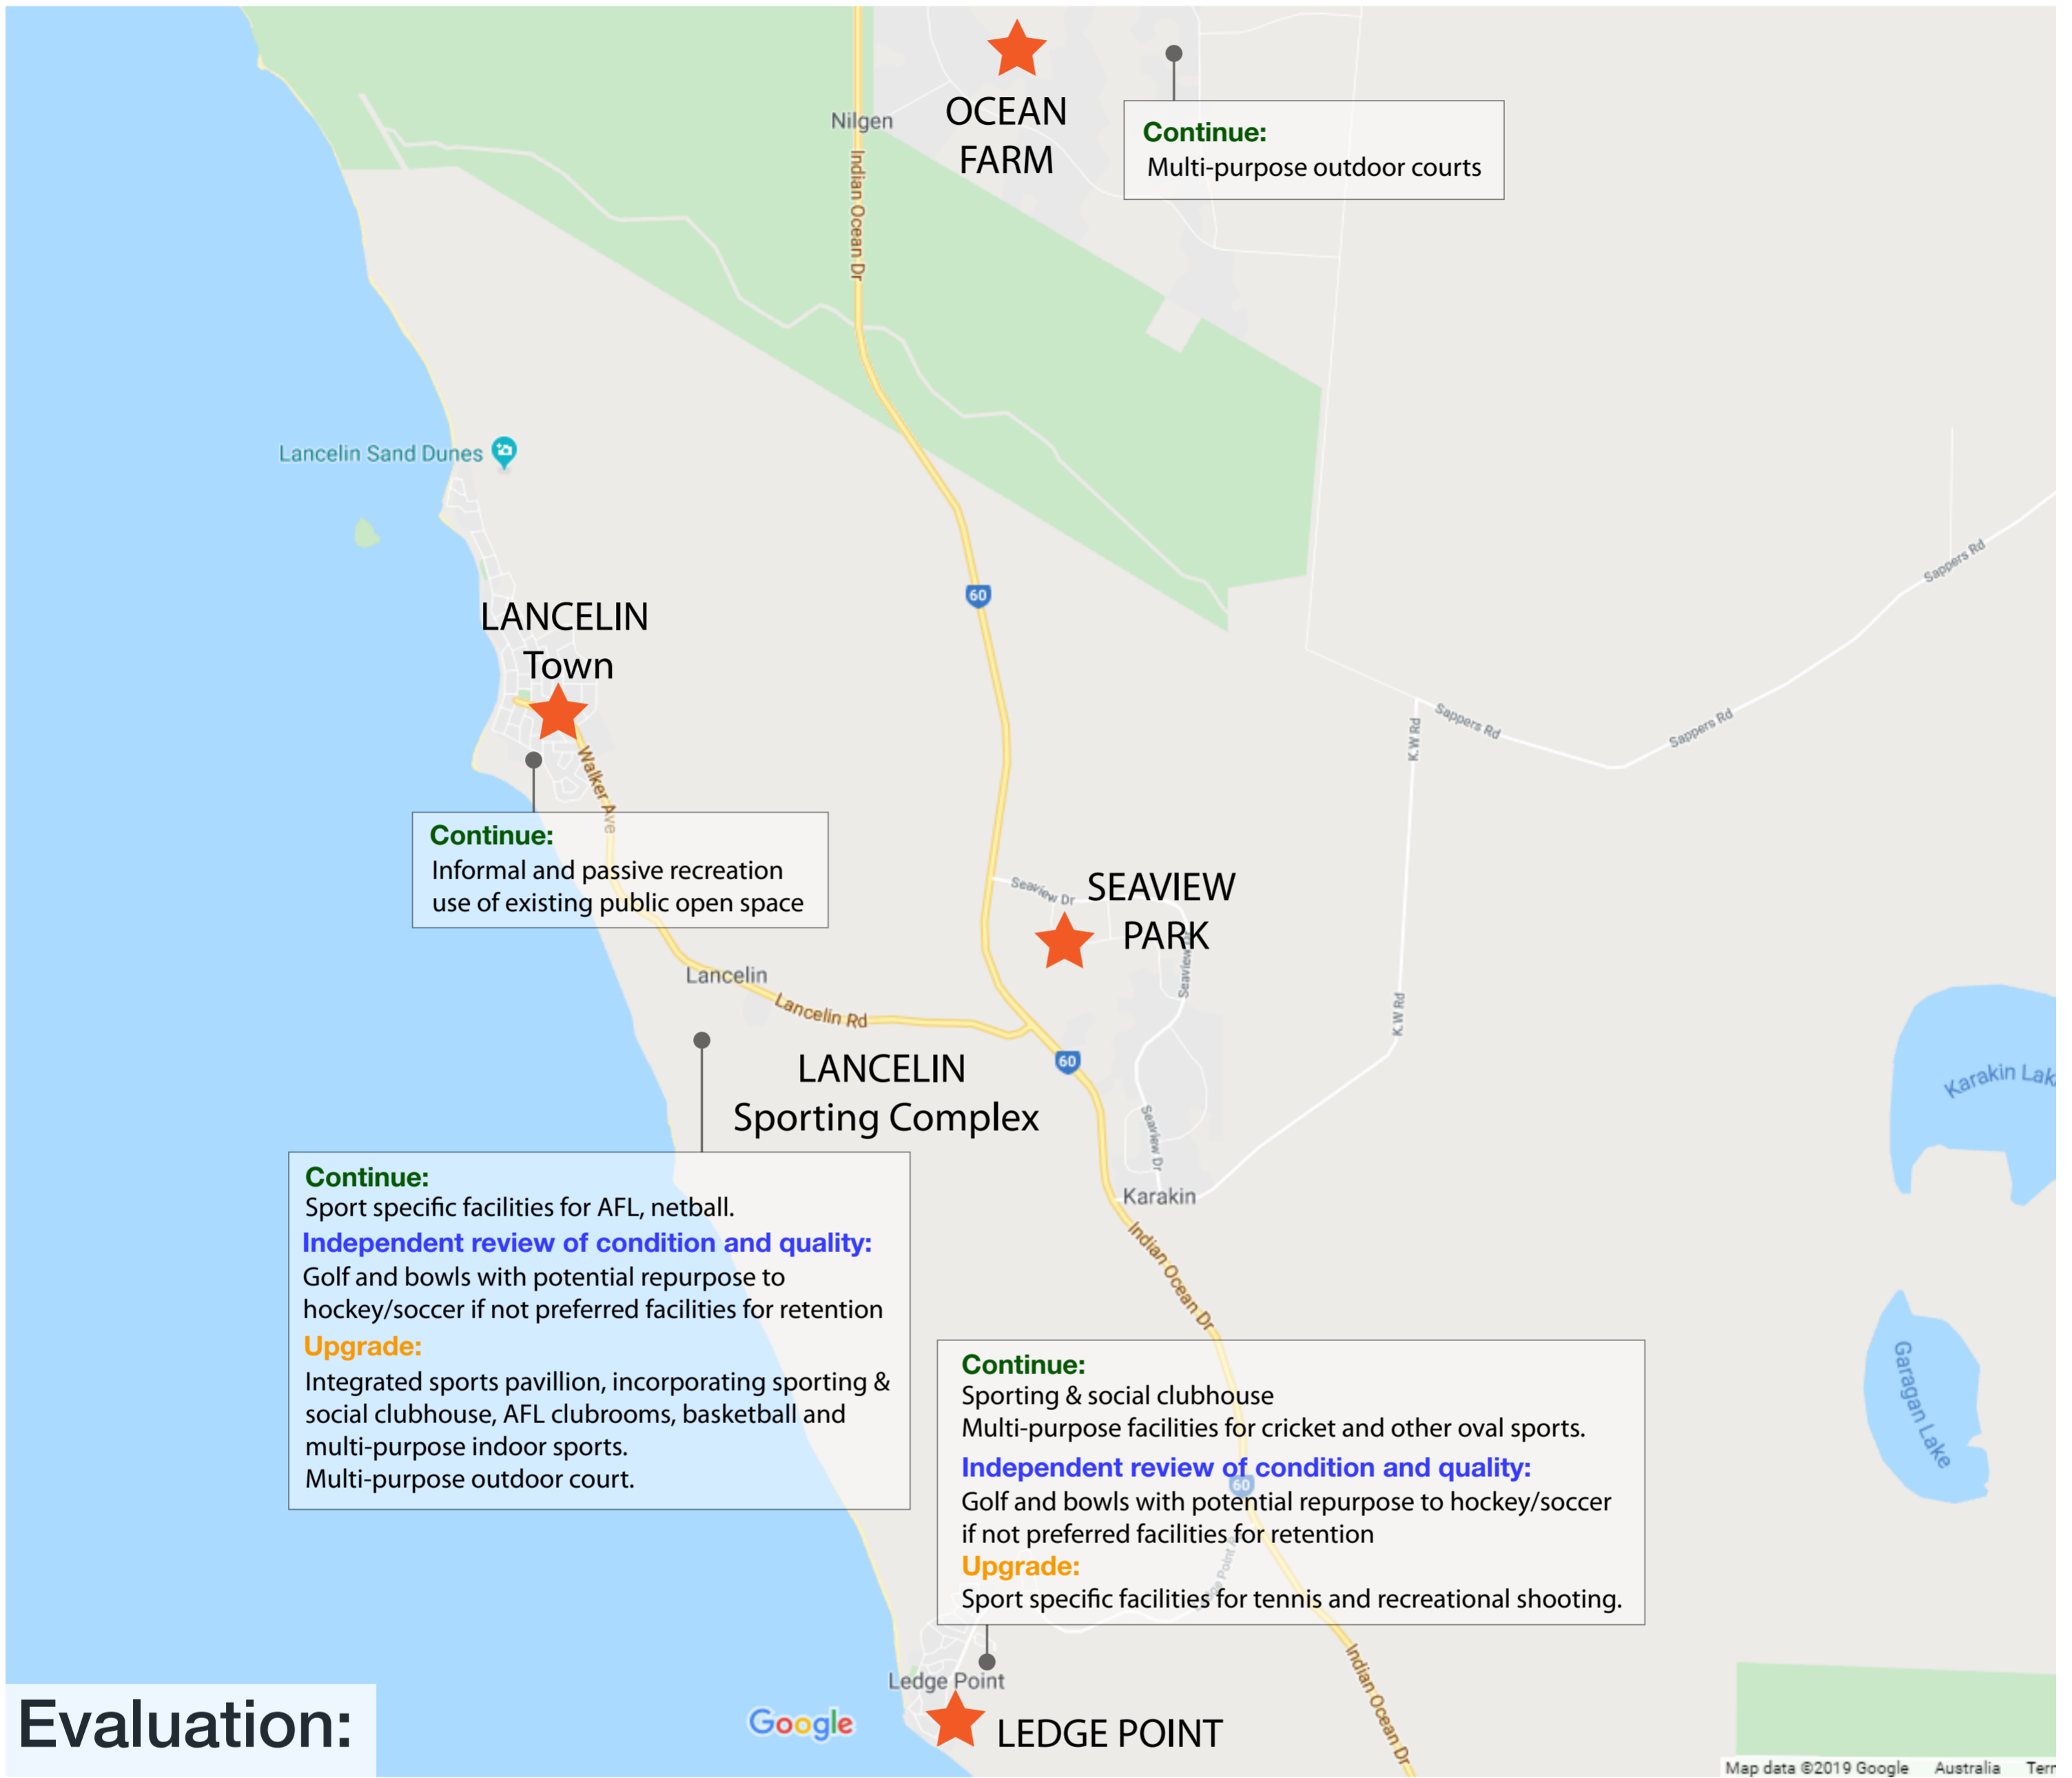 OCEAN
FARM
Nilgen
Indian Ocean Dr
Continue:
Multi-purpose outdoor courts
Lancelin Sand Dunes
60
LANCELIN
Town
Sappers Rd
Sappers Rd
Sappers Rd
K.W Rd
Walker Ave
Continue:
Informal and passive recreation
use of existing public open space
Seaview Dr
SEAVIEW
PARK
Seaview
Lancelin
Lancelin Rd
K.W Rd
LANCELIN
Sporting Complex
60
Karakin Lak
Seaview Dr
Karakin
Continue:
Sport specific facilities for AFL, netball.
Independent review of condition and quality:
Golf and bowls with potential repurpose to
hockey/soccer if not preferred facilities for retention
Upgrade:
Integrated sports pavillion, incorporating sporting &
social clubhouse, AFL clubrooms, basketball and
multi-purpose indoor sports.
Multi-purpose outdoor court.
Indian Ocean Dr
Garagan Lake
Continue:
Sporting & social clubhouse
Multi-purpose facilities for cricket and other oval sports.
Independent review of condition and quality:
60
Golf and bowls with potential repurpose to hockey/soccer
if not preferred facilities for retention
Upgrade:
Sport specific facilities for tennis and recreational shooting.
Point
Ledge Point
LEDGE POINT
Indian Ocean Dr
Evaluation:
Google
Map data ©2019 Google Australia Terr